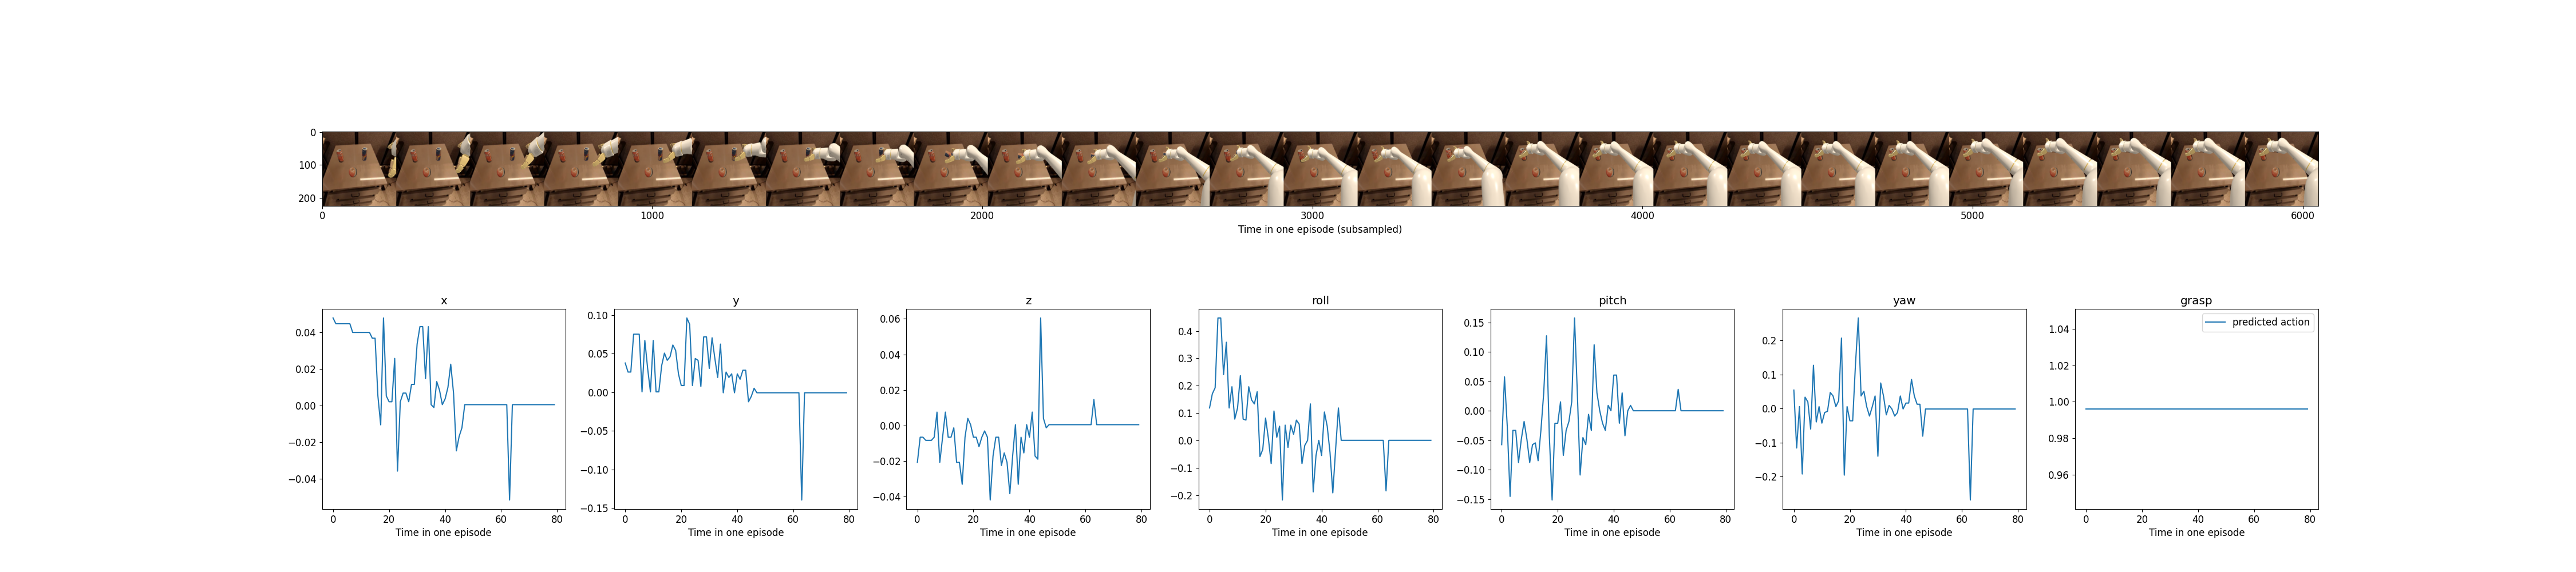 0
100
200
0 1000 2000 3000 4000 5000 6000
Time in one episode (subsampled)
x
0.04
0.02
0.00
−0.02
−0.04
0 20 40 60 80
Time in one episode
y
0.10
0.05
0.00
−0.05
−0.10
−0.15
0 20 40 60 80
Time in one episode
z
0.06
0.04
0.02
0.00
−0.02
−0.04
0 20 40 60 80
Time in one episode
roll
0.4
0.3
0.2
0.1
0.0
−0.1
−0.2
0 20 40 60 80
Time in one episode
pitch
0.15
0.10
0.05
0.00
−0.05
−0.10
−0.15
0 20 40 60 80
Time in one episode
yaw
0.2
0.1
0.0
−0.1
−0.2
0 20 40 60 80
Time in one episode
grasp
predicted action
1.04
1.02
1.00
0.98
0.96
0 20 40 60 80
Time in one episode